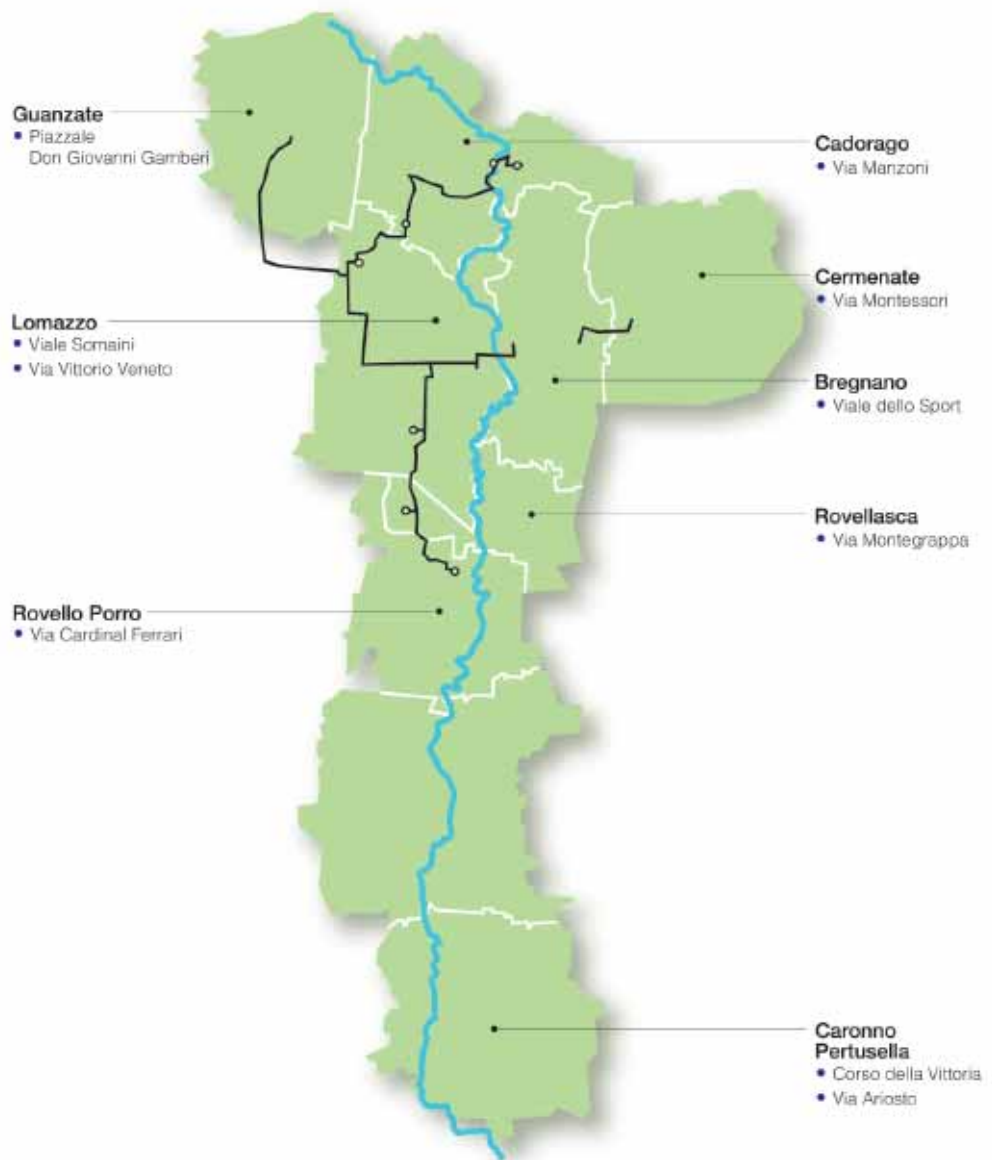 Guanzate
• Piazzale
Don Giovanni Gamberi
Cadorago
• Via Manzoni
Cermenate
• Via Montessori
Lomazzo
• Viale Somaini
• Via Vittorio Veneto
Bregnano
• Viale dello Sport
Rovellasca
• Via Montegrappa
Rovello Porro
• Via Cardinal Ferrari
Caronno
Pertusella
• Corso della Vittoria
• Via Ariosto